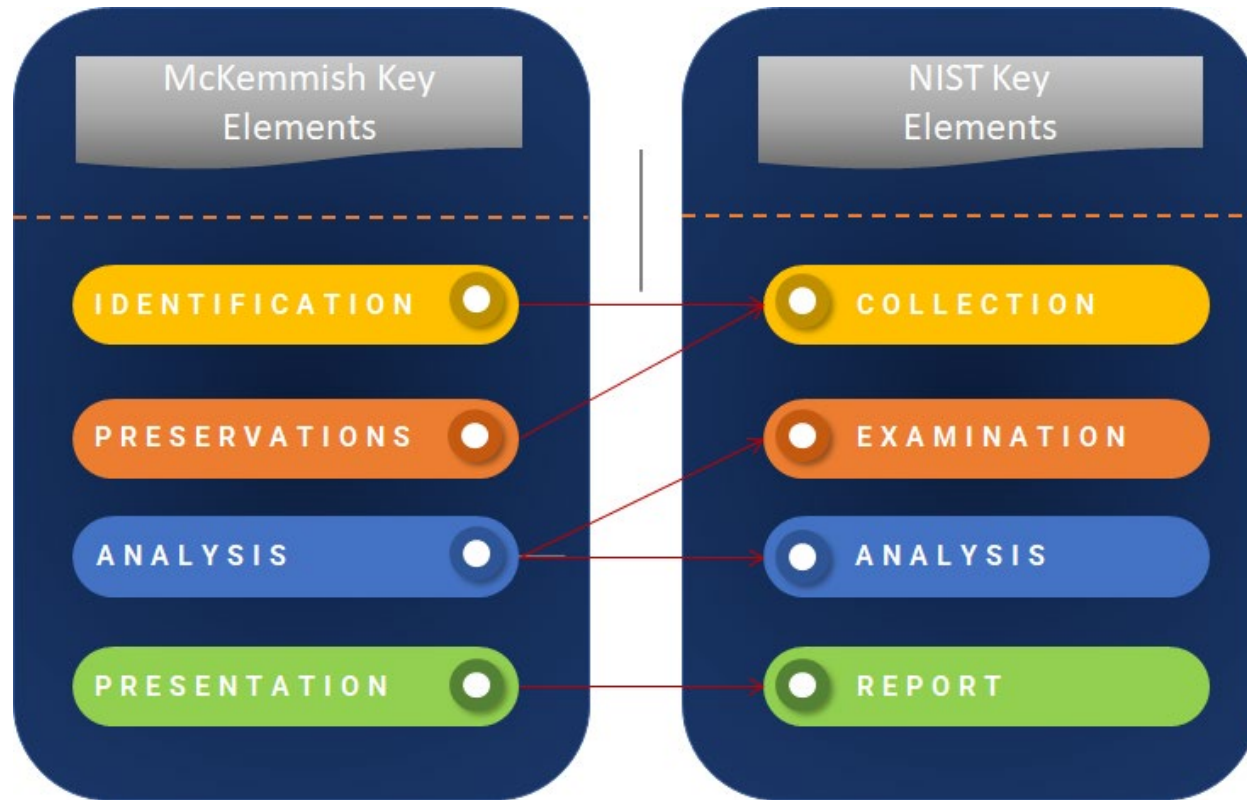 McKemmish Key
Elements
IDENTIFICATION
PRESERVATIONS
ANALYSIS
PRESENTATION
NIST Key
Elements
COLLECTION
EXAMINATION
ANALYSIS
REPORT